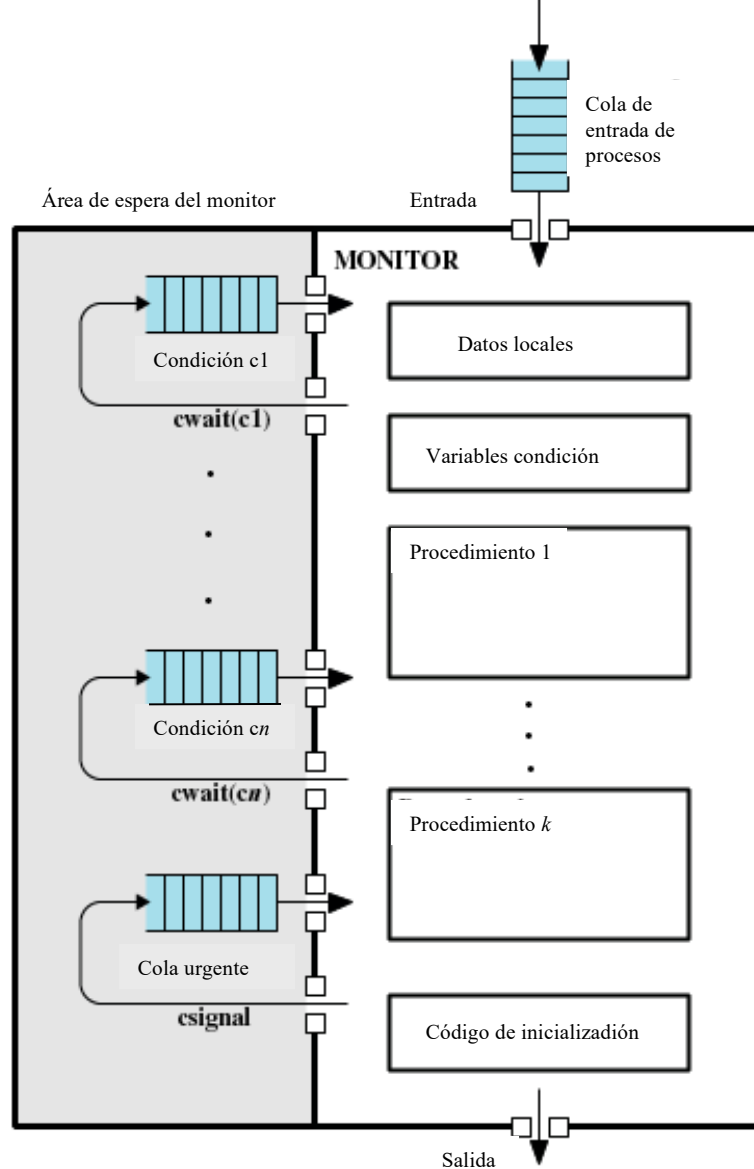 Cola de
entrada de
procesos
Área de espera del monitor
Entrada
MONITOR
Condición c1
Datos locales
cwait(c1)
Variables condición
Procedimiento 1
Condición cn
cwait(cn)
Procedimiento k
Cola urgente
csignal
Código de inicializadión
Salida